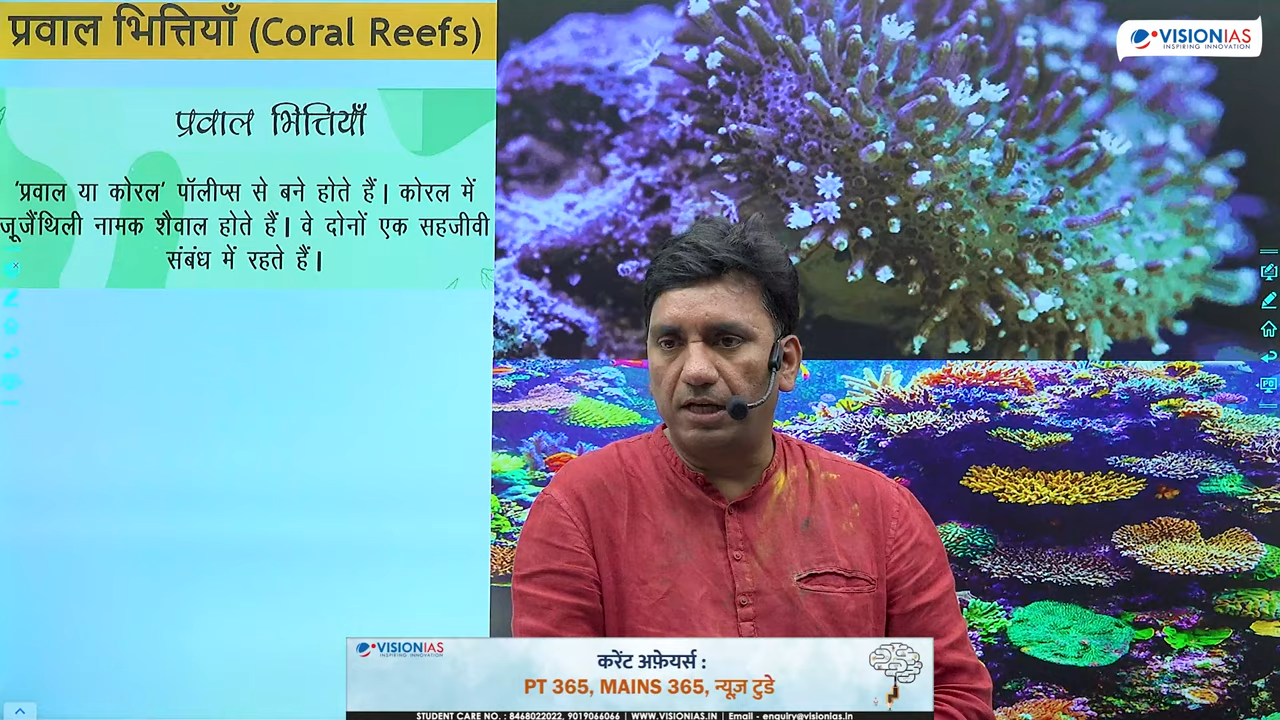 प्रवाल भित्तियाँ (Coral Reefs)
VISIONIAS
INSPIRING INNOVATION
प्रवाल भित्तियाँ
'प्रवाल या कोरल' पॉलीप्स से बने होते हैं। कोरल में
जूजैंथिली नामक शैवाल होते हैं। वे दोनों एक सहजीवी
संबंध में रहते हैं।
PD
VISIONIAS
INSPIRING INNOVATION
करेंट अफ़ेयर्स :
PT 365, MAINS 365, न्यूज़ टुडे
STUDENT CARE NO. : 8468022022, 9019066066 | WWW.VISIONIAS.IN | Email - enquiry@visionias.in